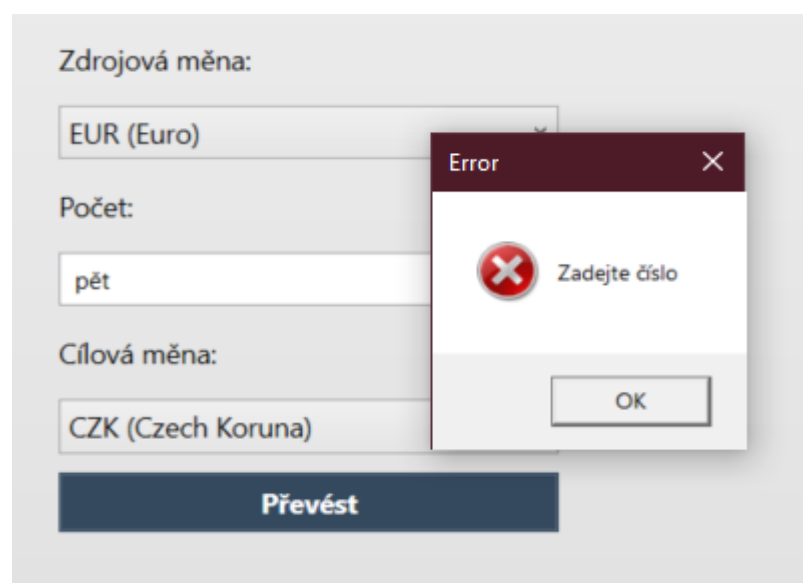 Zdrojová měna:
EUR (Euro)
Počet:
pět
Cílová měna:
CZK (Czech Koruna)
Převést
Error
Zadejte číslo
OK